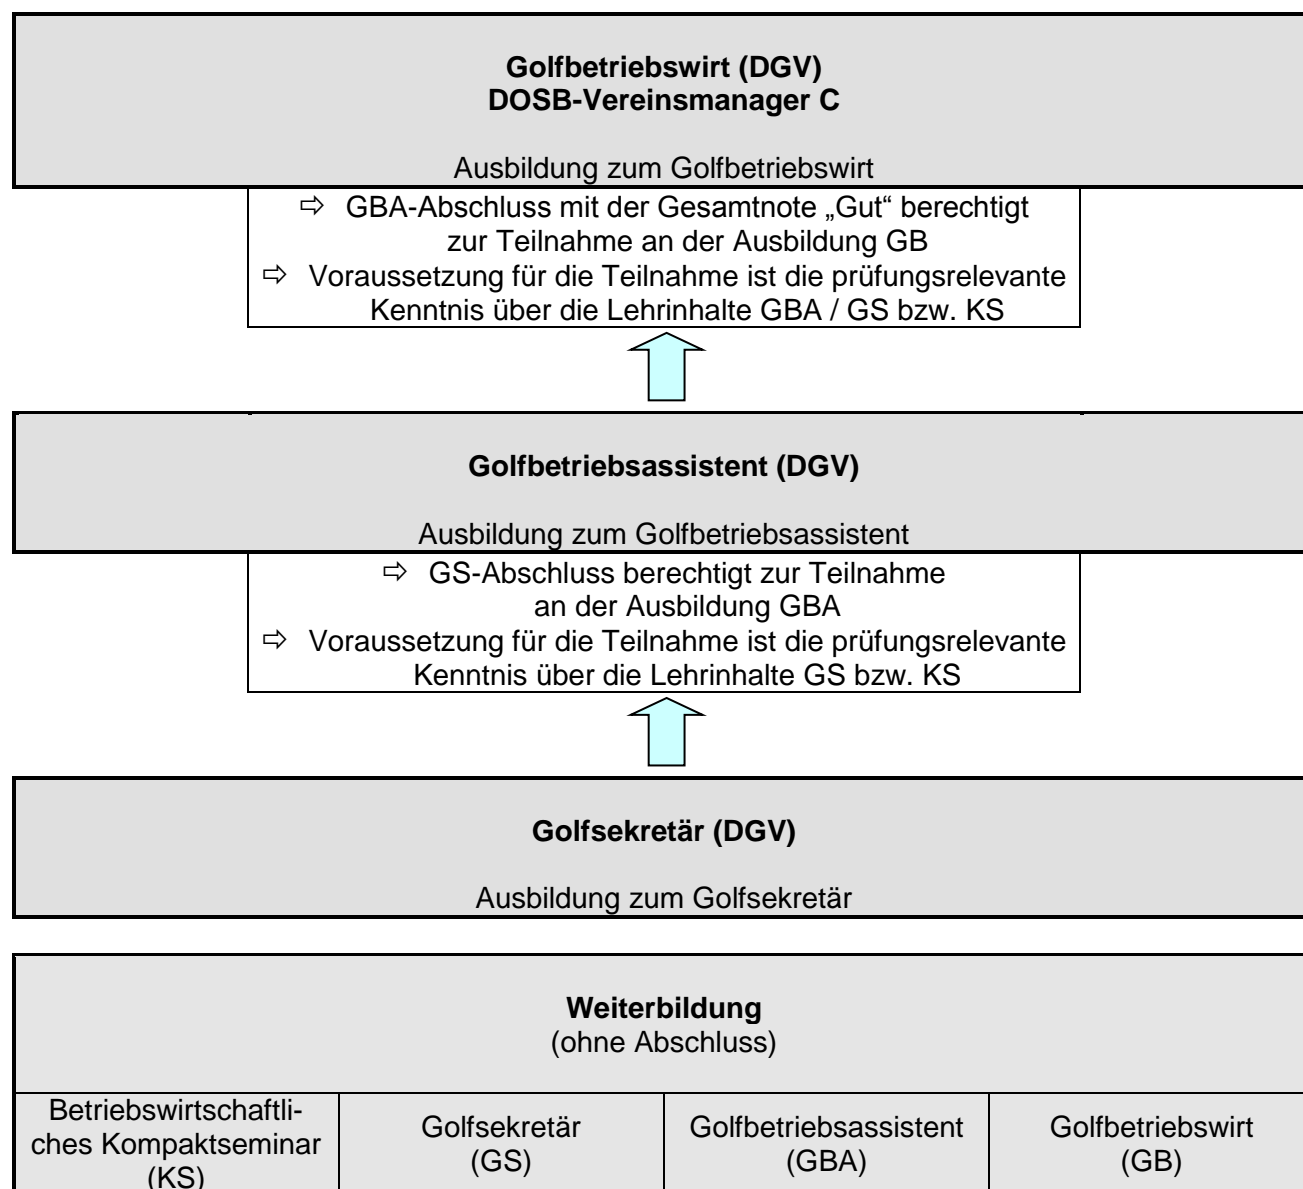 Golfbetriebswirt (DGV)
DOSB-Vereinsmanager C
Ausbildung zum Golfbetriebswirt
⇨ GBA-Abschluss mit der Gesamtnote „Gut“ berechtigt
zur Teilnahme an der Ausbildung GB
⇨ Voraussetzung für die Teilnahme ist die prüfungsrelevante
Kenntnis über die Lehrinhalte GBA / GS bzw. KS
Golfbetriebsassistent (DGV)
Ausbildung zum Golfbetriebsassistent
⇨ GS-Abschluss berechtigt zur Teilnahme
an der Ausbildung GBA
⇨ Voraussetzung für die Teilnahme ist die prüfungsrelevante
Kenntnis über die Lehrinhalte GS bzw. KS
Golfsekretär (DGV)
Ausbildung zum Golfsekretär
Weiterbildung
(ohne Abschluss)
Betriebswirtschaftli-
ches Kompaktseminar
(KS)
Golfsekretär
(GS)
Golfbetriebsassistent
(GBA)
Golfbetriebswirt
(GB)